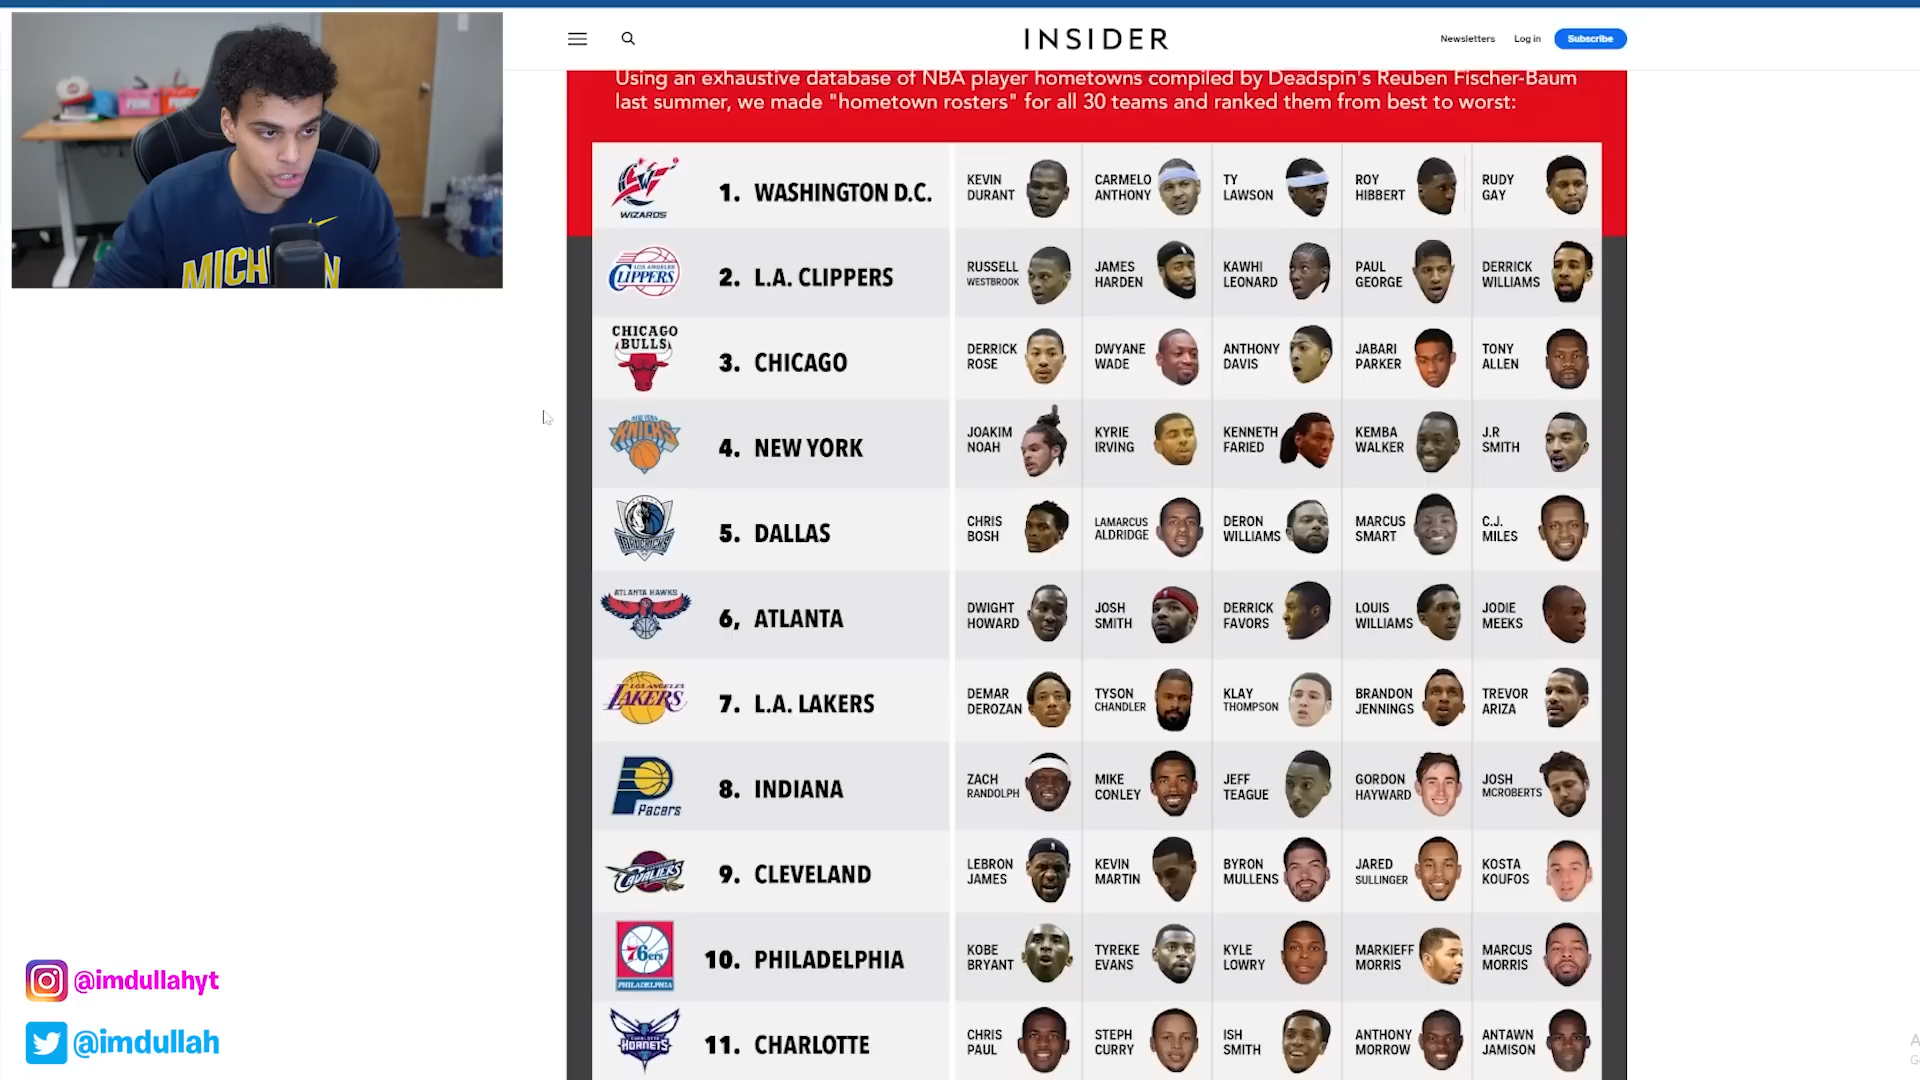 INSIDER
Newsletters Log in Subscribe
Using an exhaustive database of NBA player hometowns compiled by Deadspin's Reuben Fischer-Baum
last summer, we made "hometown rosters" for all 30 teams and ranked them from best to worst:
WIZARDS
1. WASHINGTON D.C.
KEVIN DURANT
CARMELO ANTHONY
TY LAWSON
ROY HIBBERT
RUDY GAY
LOS ANGELES
CLIPPERS
2. L.A. CLIPPERS
RUSSELL WESTBROOK
JAMES HARDEN
KAWHI LEONARD
PAUL GEORGE
DERRICK WILLIAMS
CHICAGO
BULLS
3. CHICAGO
DERRICK ROSE
DWYANE WADE
ANTHONY DAVIS
JABARI PARKER
TONY ALLEN
NEW YORK
KNICKS
4. NEW YORK
JOAKIM NOAH
KYRIE IRVING
KENNETH FARIED
KEMBA WALKER
J.R SMITH
MAVERICKS
5. DALLAS
CHRIS BOSH
LAMARCUS ALDRIDGE
DERON WILLIAMS
MARCUS SMART
C.J. MILES
ATLANTA HAWKS
6, ATLANTA
DWIGHT HOWARD
JOSH SMITH
DERRICK FAVORS
LOUIS WILLIAMS
JODIE MEEKS
LOS ANGELES
LAKERS
7. L.A. LAKERS
DEMAR DEROZAN
TYSON CHANDLER
KLAY THOMPSON
BRANDON JENNINGS
TREVOR ARIZA
Pacers
8. INDIANA
ZACH RANDOLPH
MIKE CONLEY
JEFF TEAGUE
GORDON HAYWARD
JOSH MCROBERTS
CAVALIERS
9. CLEVELAND
LEBRON JAMES
KEVIN MARTIN
BYRON MULLENS
JARED SULLINGER
KOSTA KOUFOS
76ers
PHILADELPHIA
10. PHILADELPHIA
KOBE BRYANT
TYREKE EVANS
KYLE LOWRY
MARKIEFF MORRIS
MARCUS MORRIS
HORNETS
11. CHARLOTTE
CHRIS PAUL
STEPH CURRY
ISH SMITH
ANTHONY MORROW
ANTAWN JAMISON
@imdullahyt
@imdullah